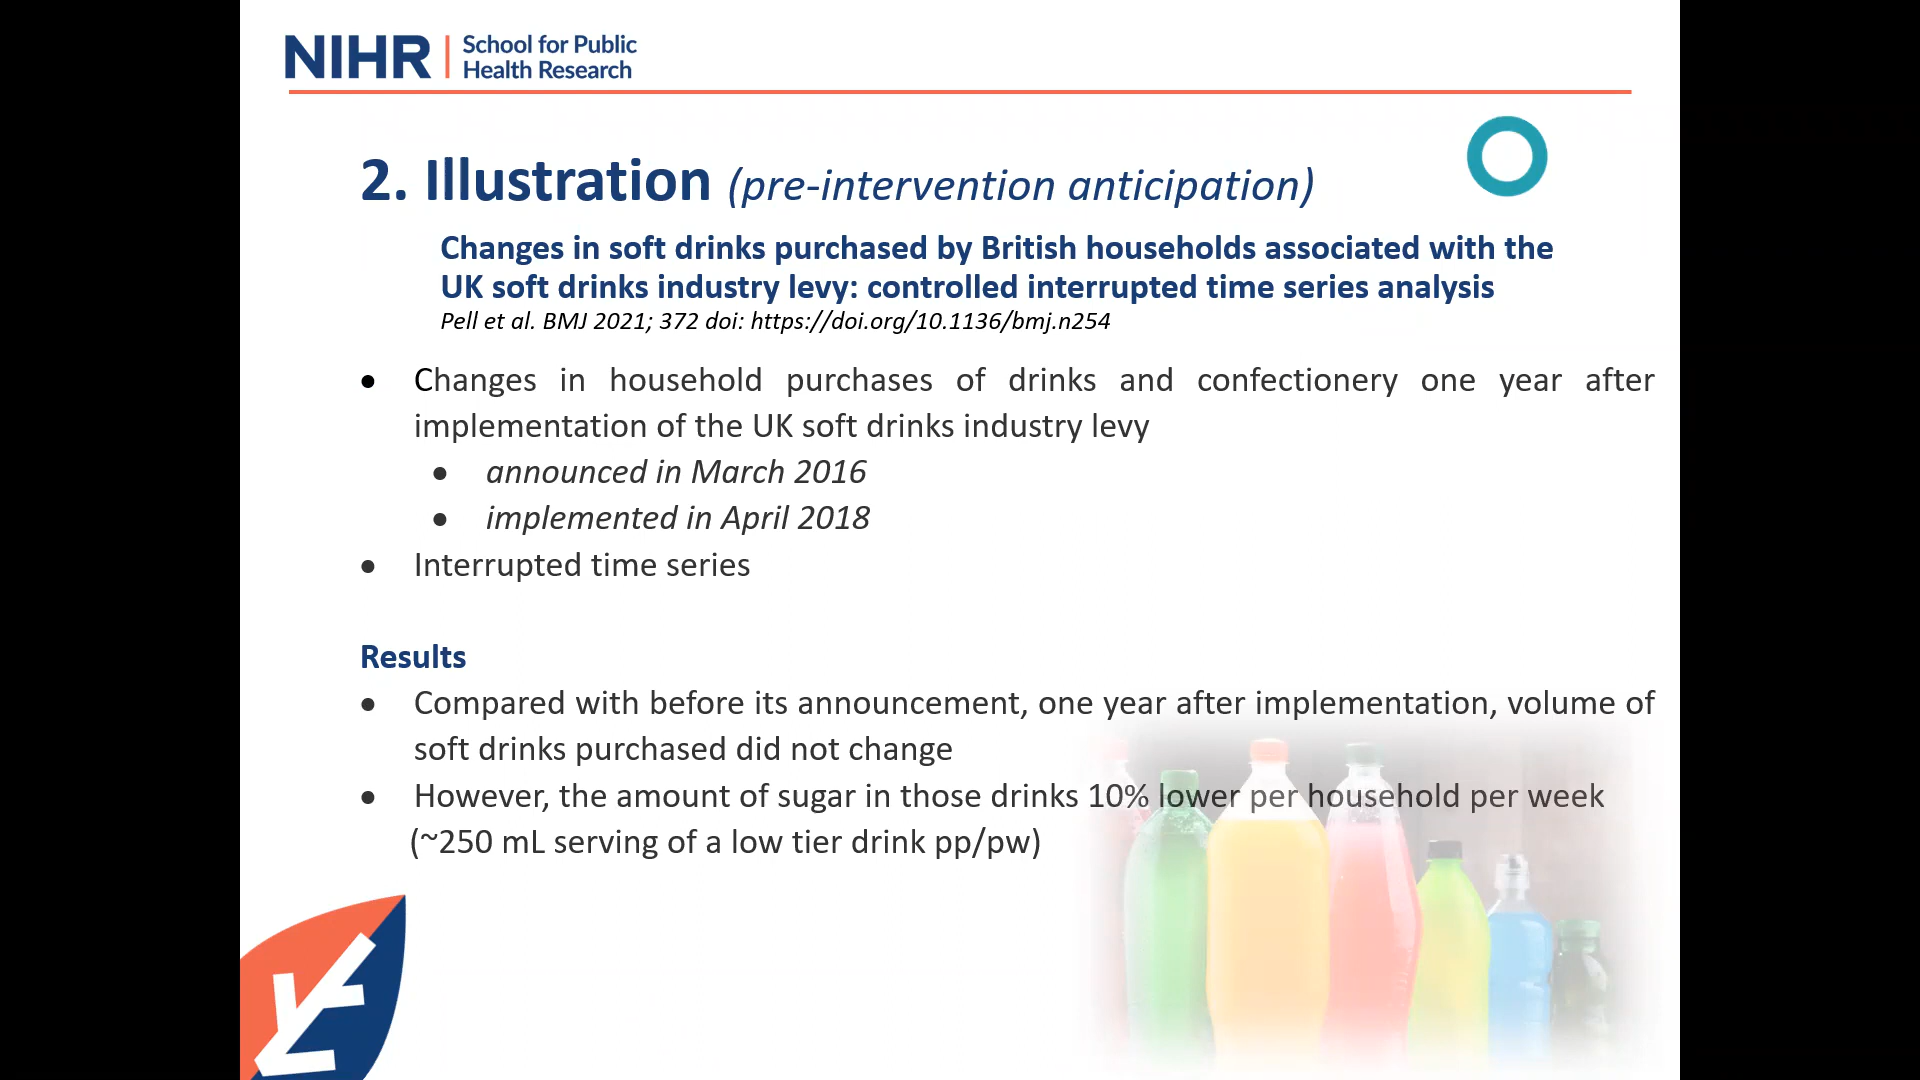 NIHR | School for Public
Health Research
2. Illustration (pre-intervention anticipation)
Changes in soft drinks purchased by British households associated with the
UK soft drinks industry levy: controlled interrupted time series analysis
Pell et al. BMJ 2021; 372 doi: https://doi.org/10.1136/bmj.n254
• Changes in household purchases of drinks and confectionery one year after
implementation of the UK soft drinks industry levy
• announced in March 2016
• implemented in April 2018
• Interrupted time series
Results
• Compared with before its announcement, one year after implementation, volume of
soft drinks purchased did not change
• However, the amount of sugar in those drinks 10% lower per household per week
(~250 mL serving of a low tier drink pp/pw)